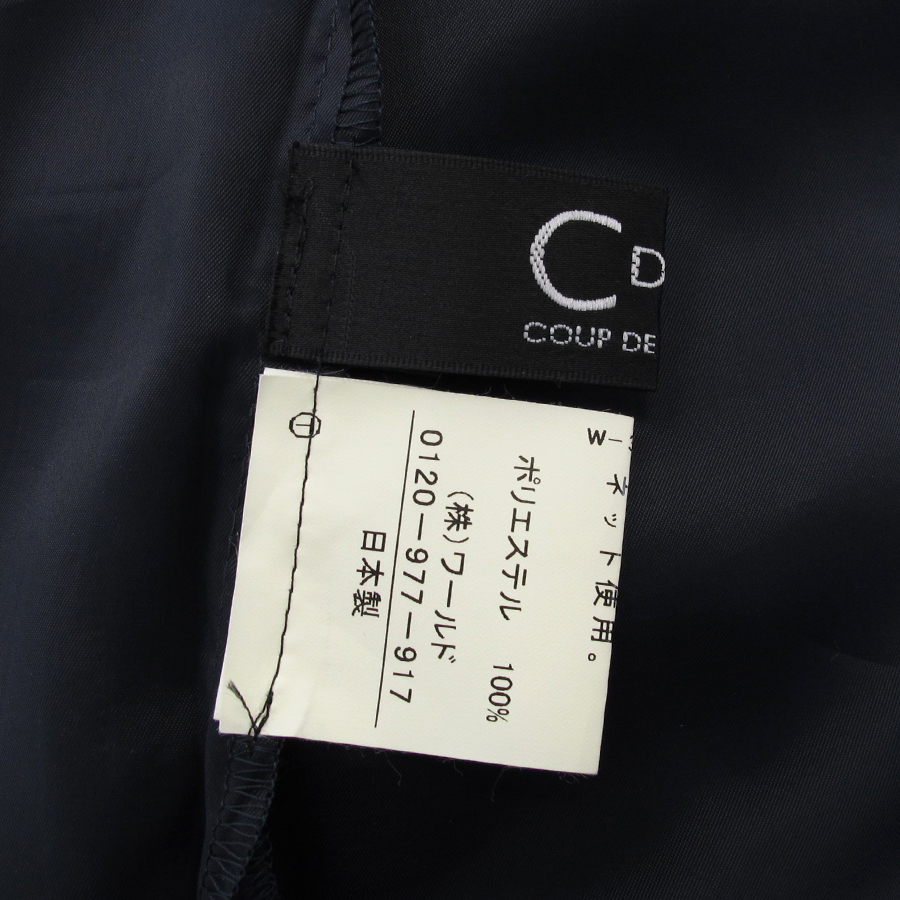 C D
COUP DE
W
ネット使用。
ポリエステル 100%
0120-977-917
(株)ワールド
日本製
T